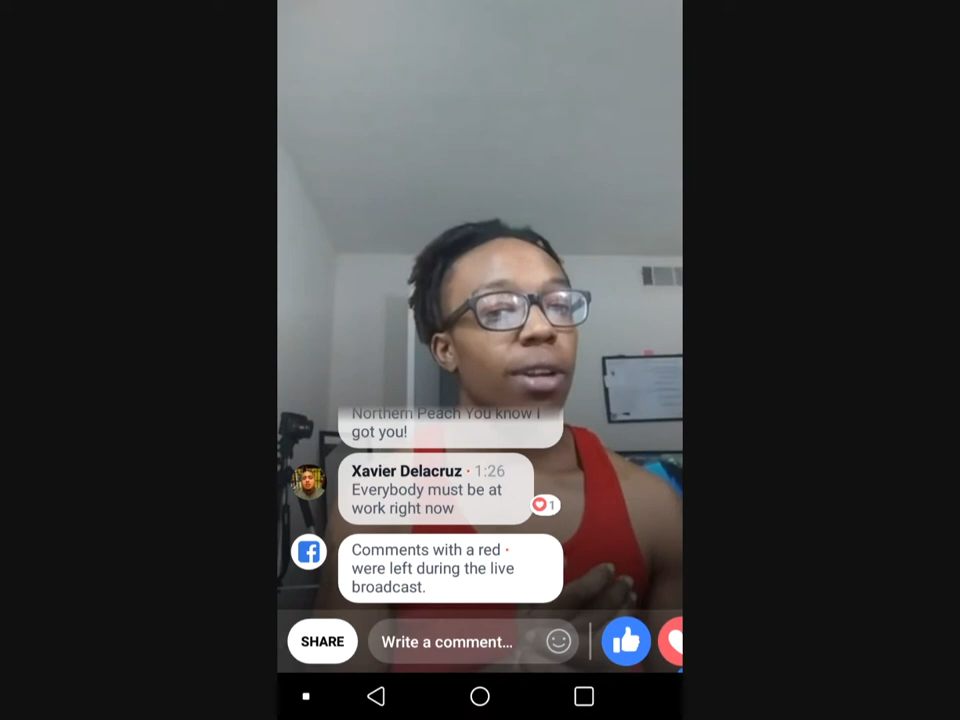 Northern Peach You know I
got you!
Xavier Delacruz · 1:26
Everybody must be at
work right now
1
Comments with a red ·
were left during the live
broadcast.
SHARE
Write a comment...